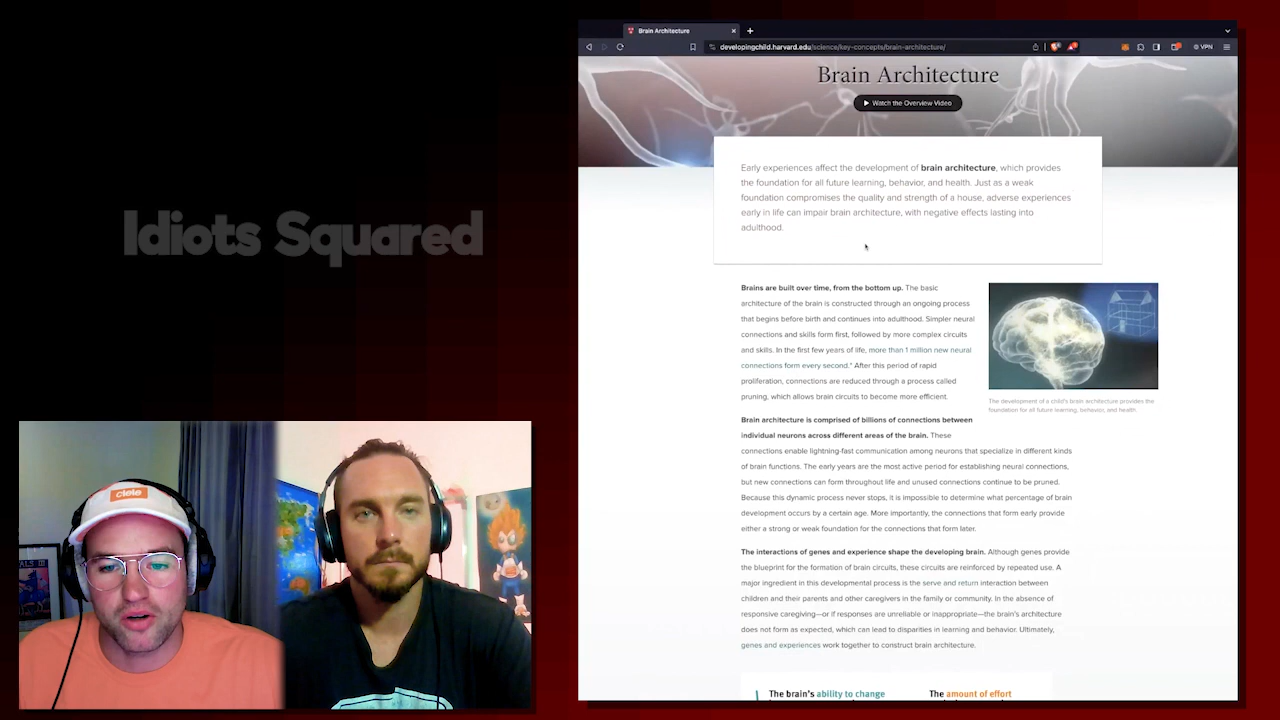 Brain Architecture
developingchild.harvard.edu/science/key-concepts/brain-architecture/
VPN
Brain Architecture
Watch the Overview Video
Early experiences affect the development of brain architecture, which provides
the foundation for all future learning, behavior, and health. Just as a weak
foundation compromises the quality and strength of a house, adverse experiences
early in life can impair brain architecture, with negative effects lasting into
adulthood.
Idiots Squared
Brains are built over time, from the bottom up. The basic
architecture of the brain is constructed through an ongoing process
that begins before birth and continues into adulthood. Simpler neural
connections and skills form first, followed by more complex circuits
and skills. In the first few years of life, more than 1 million new neural
connections form every second.* After this period of rapid
proliferation, connections are reduced through a process called
pruning, which allows brain circuits to become more efficient.
The development of a child's brain architecture provides the
foundation for all future learning, behavior, and health.
Brain architecture is comprised of billions of connections between
individual neurons across different areas of the brain. These
connections enable lightning-fast communication among neurons that specialize in different kinds
of brain functions. The early years are the most active period for establishing neural connections,
but new connections can form throughout life and unused connections continue to be pruned.
Because this dynamic process never stops, it is impossible to determine what percentage of brain
development occurs by a certain age. More importantly, the connections that form early provide
either a strong or weak foundation for the connections that form later.
The interactions of genes and experience shape the developing brain. Although genes provide
the blueprint for the formation of brain circuits, these circuits are reinforced by repeated use. A
major ingredient in this developmental process is the serve and return interaction between
children and their parents and other caregivers in the family or community. In the absence of
responsive caregiving—or if responses are unreliable or inappropriate—the brain's architecture
does not form as expected, which can lead to disparities in learning and behavior. Ultimately,
genes and experiences work together to construct brain architecture.
The brain's ability to change
The amount of effort
ciele